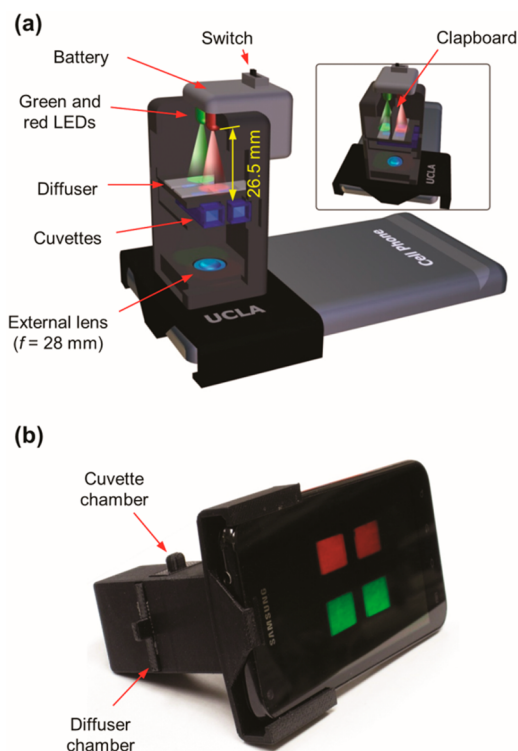 (a)
Switch
Battery
Clapboard
Green and
red LEDs
26.5 mm
Diffuser
UCLA
Cuvettes
Cell Phone
External lens
(f = 28 mm)
UCLA
(b)
Cuvette
chamber
SAMSUNG
Diffuser
chamber